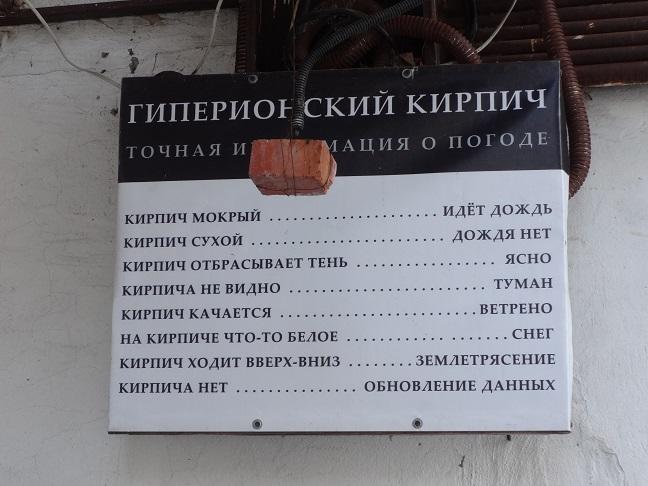 ГИПЕРИОНСКИЙ КИРПИЧ
ТОЧНАЯ И МАЦИЯ О ПОГОДЕ
КИРПИЧ МОКРЫЙ ..................... ИДЁТ ДОЖДЬ
КИРПИЧ СУХОЙ ........................ ДОЖДЯ НЕТ
КИРПИЧ ОТБРАСЫВАЕТ ТЕНЬ ................. ЯСНО
КИРПИЧА НЕ ВИДНО ......................... ТУМАН
КИРПИЧ КАЧАЕТСЯ ......................... ВЕТРЕНО
НА КИРПИЧЕ ЧТО-ТО БЕЛОЕ ............ ....... СНЕГ
КИРПИЧ ХОДИТ ВВЕРХ-ВНИЗ ........ ЗЕМЛЕТРЯСЕНИЕ
КИРПИЧА НЕТ ............... ОБНОВЛЕНИЕ ДАННЫХ